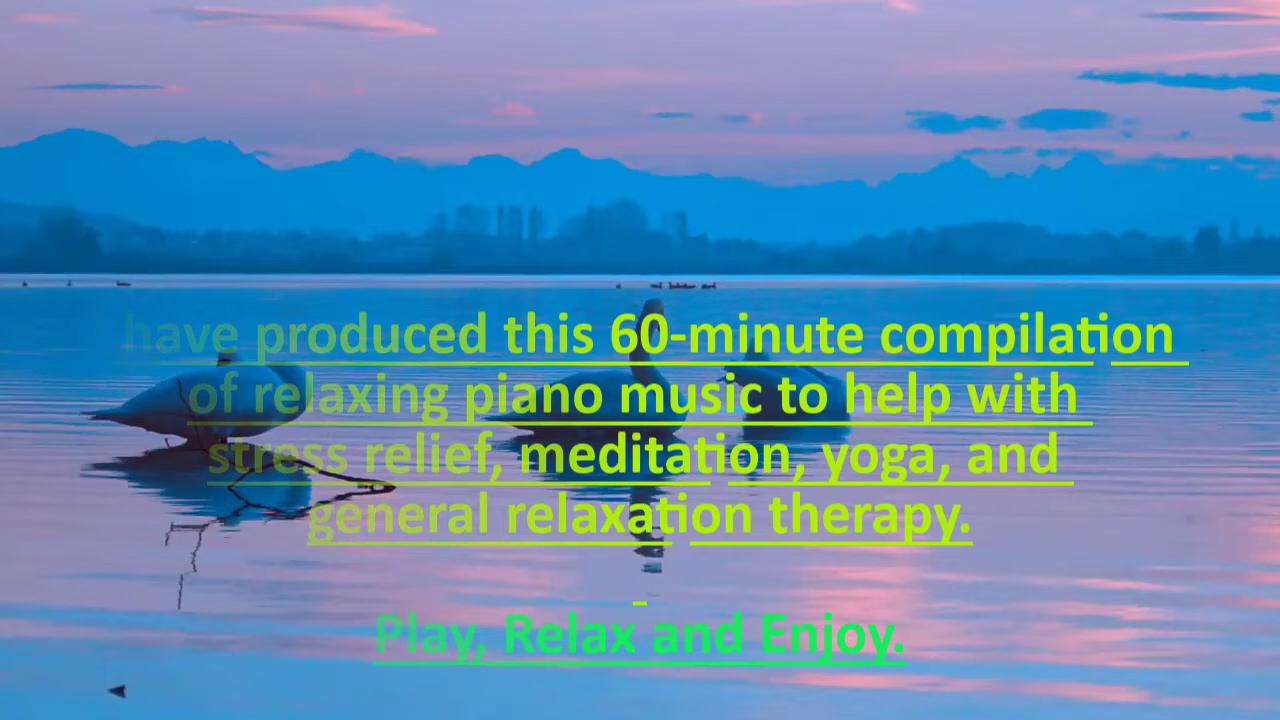 have produced this 60-minute compilation
of relaxing piano music to help with
stress relief, meditation, yoga, and
general relaxation therapy.
Play, Relax and Enjoy.